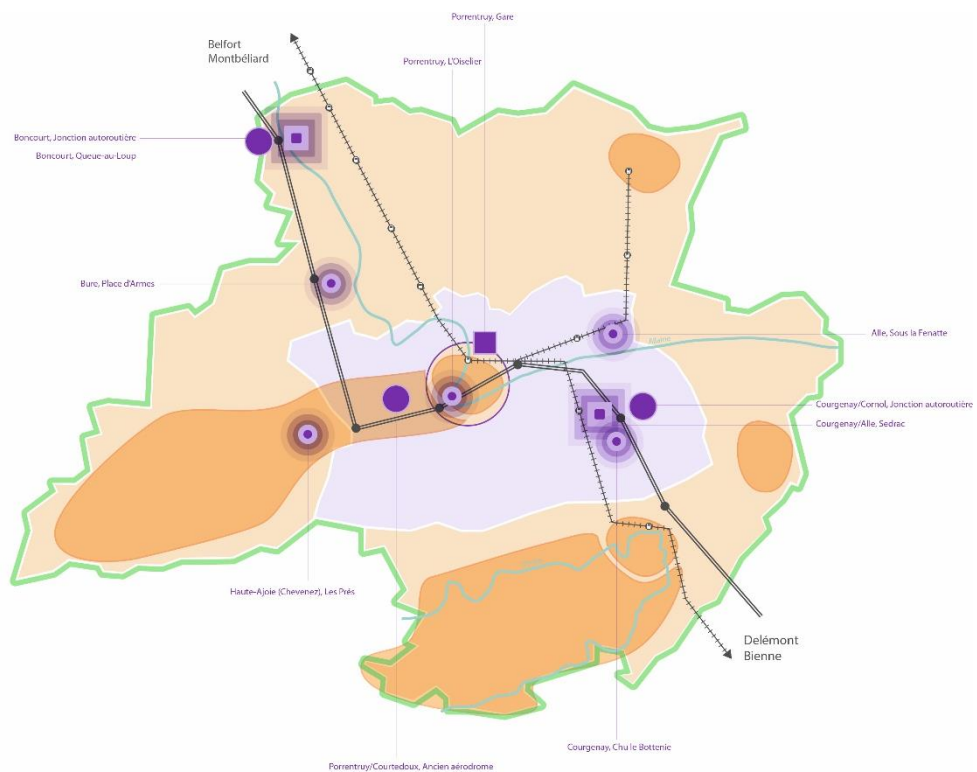 Porrentruy, Gare
Belfort
Montbéliard
Porrentruy, L'Oiselier
Boncourt, Jonction autoroutière
Boncourt, Queue-au-Loup
Bure, Place d'Armes
Allaine
Alle, Sous la Fenatte
Courgenay/Cornol, Jonction autoroutière
Courgenay/Alle, Sedrac
Haute-Ajoie (Chevenez), Les Prés
Delémont
Bienne
Courgenay, Chu le Bottenie
Porrentruy/Courtedoux, Ancien aérodrome